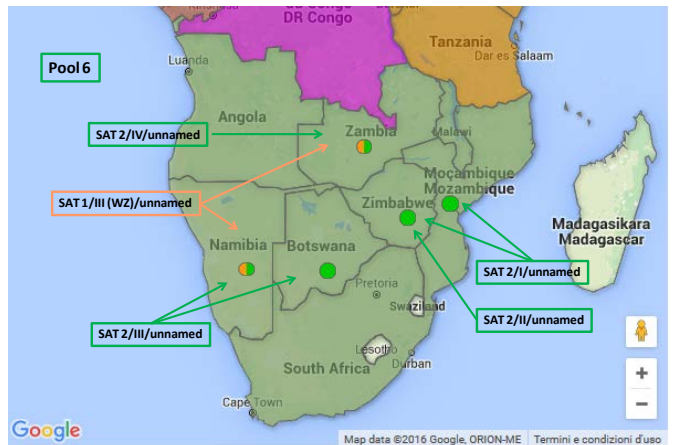 Kinshasa
du Congo
DR Congo
Tanzania
Dar es Salaam
Pool 6
Luanda
Angola
SAT 2/IV/unnamed
Zambia
Malawi
Moçambique
Mozambique
SAT 1/III (WZ)/unnamed
Zimbabwe
Madagasikara
Madagascar
Namibia
Botswana
SAT 2/I/unnamed
Pretoria
Swaziland
SAT 2/III/unnamed
SAT 2/II/unnamed
Lesotho
Durban
South Africa
Cape Town
Google
Map data ©2016 Google, ORION-ME
Termini e condizioni d'uso